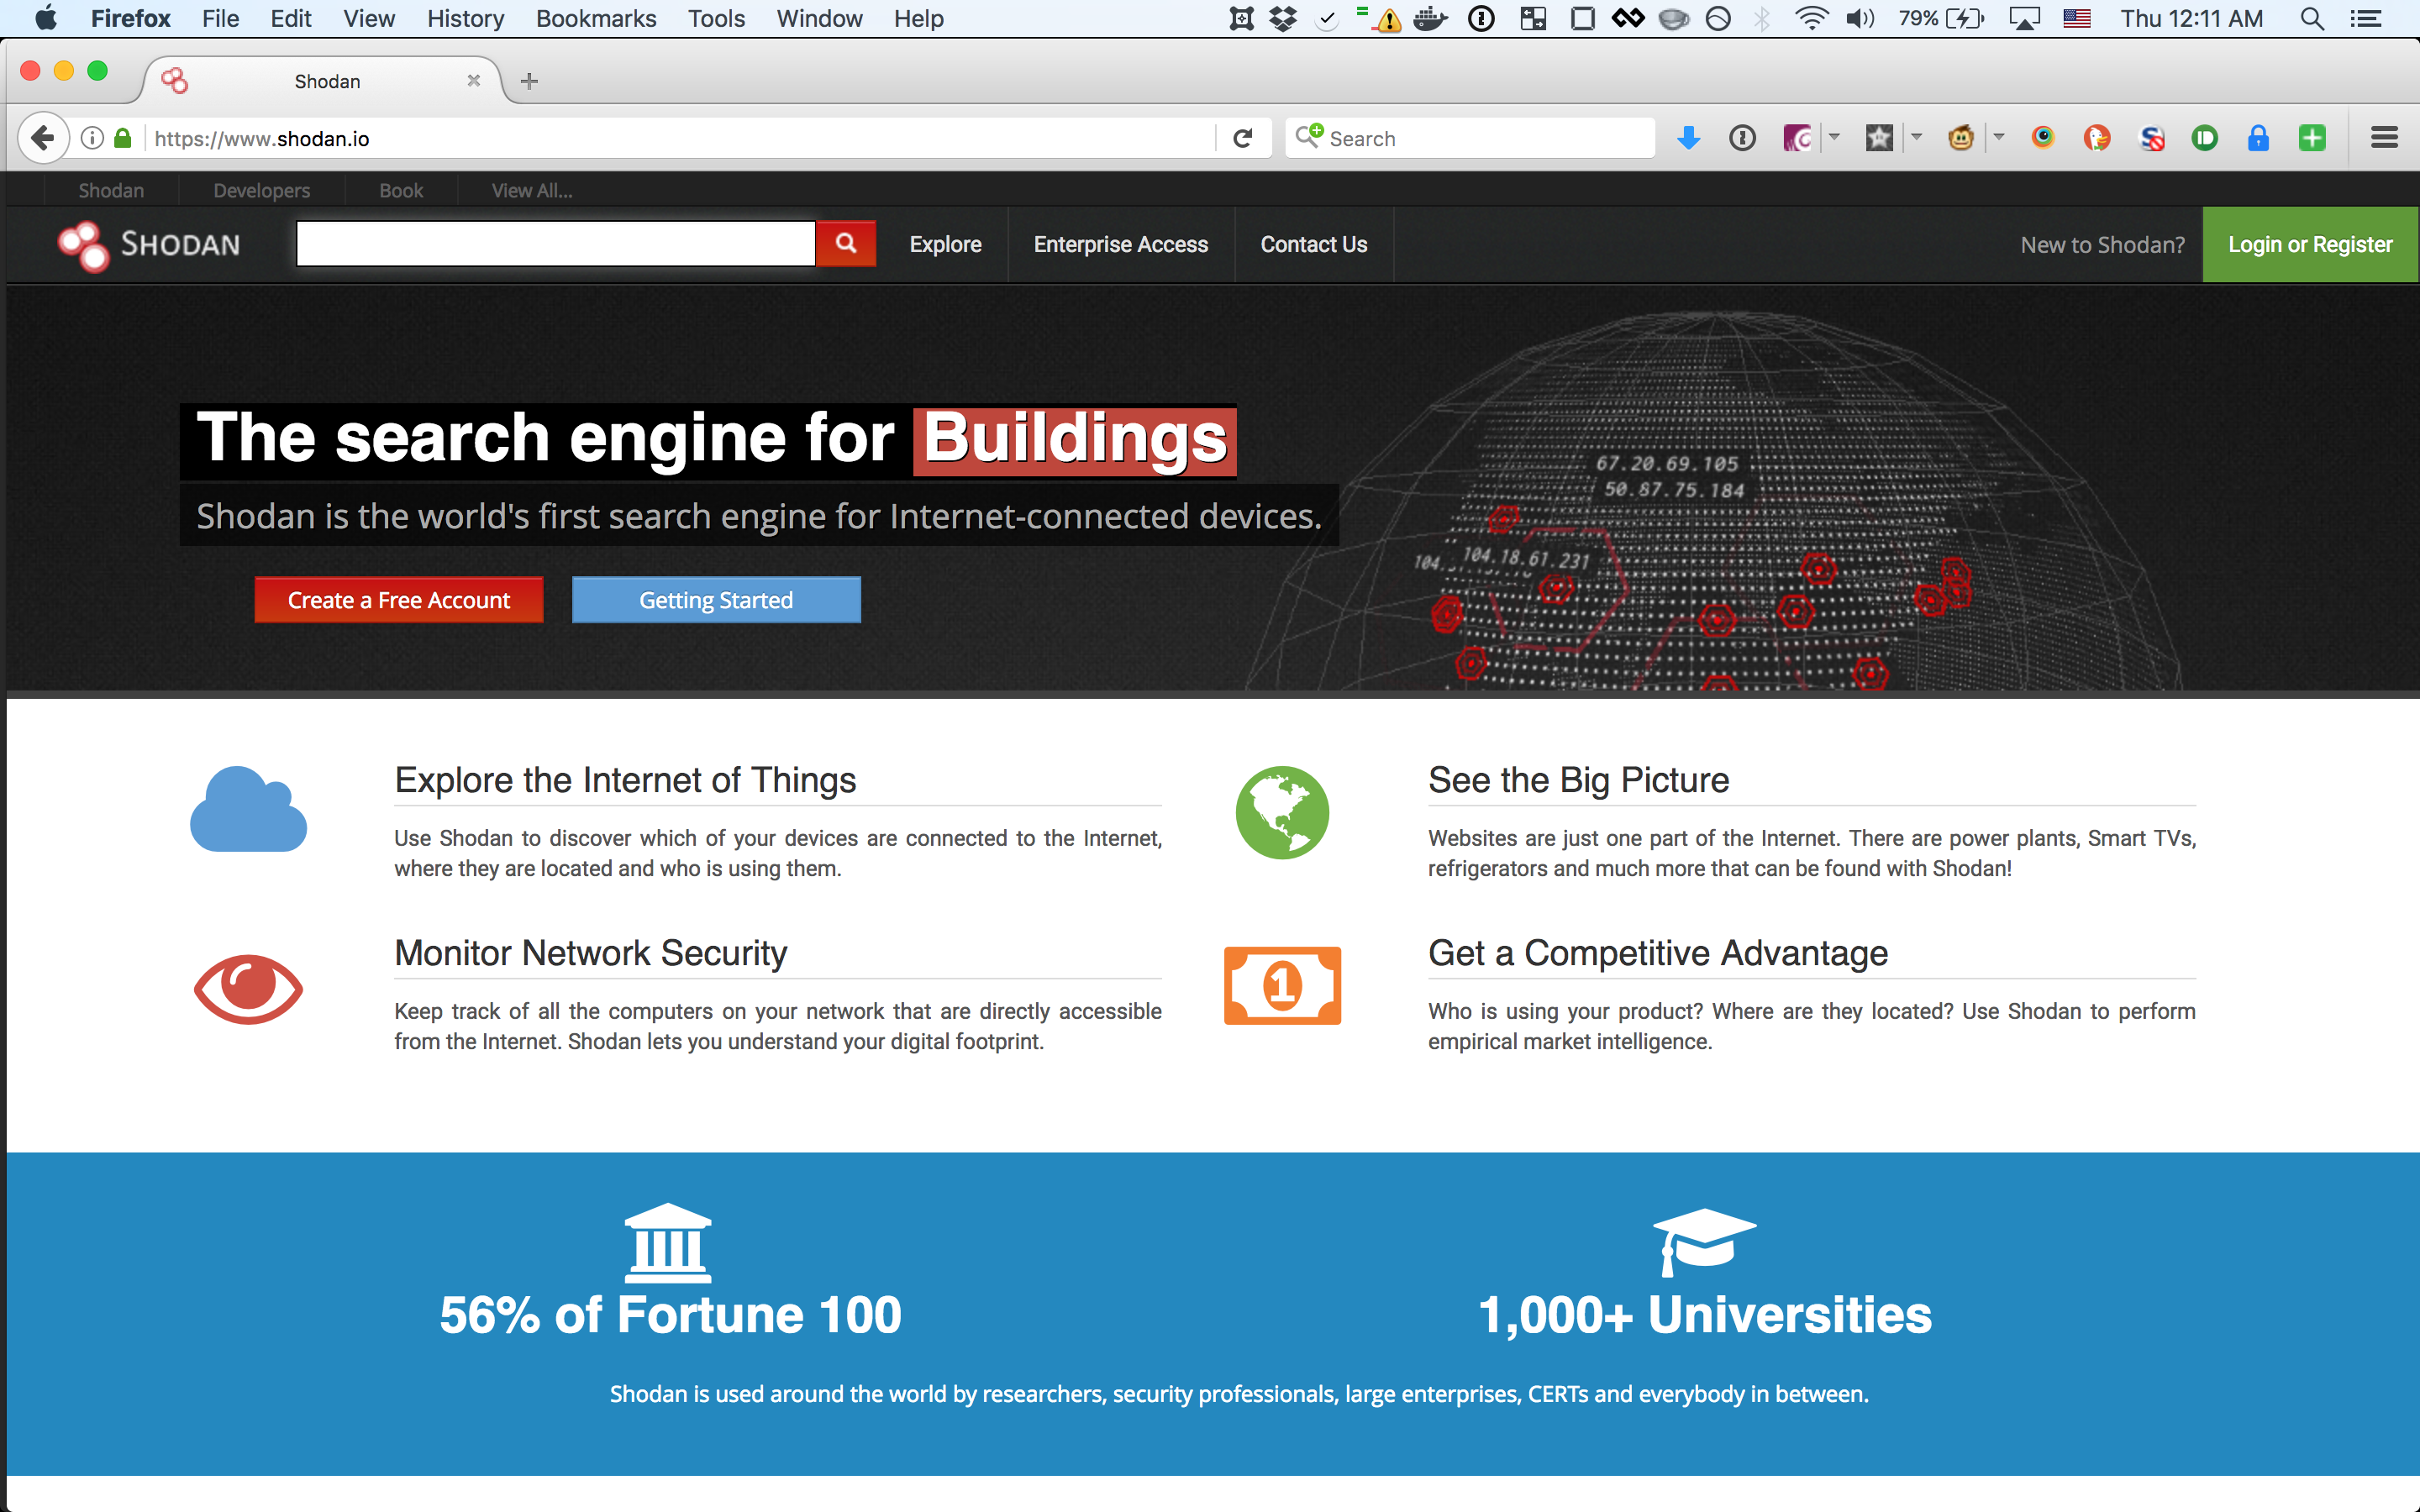 Firefox File Edit View History Bookmarks Tools Window Help 79% Thu 12:11 AM
Shodan
https://www.shodan.io Search
Shodan Developers Book View All...
SHODAN Explore Enterprise Access Contact Us New to Shodan? Login or Register
The search engine for Buildings
Shodan is the world's first search engine for Internet-connected devices.
Create a Free Account Getting Started
67.20.69.105
50.87.75.184
104.18.61.231
104.
Explore the Internet of Things
Use Shodan to discover which of your devices are connected to the Internet,
where they are located and who is using them.
See the Big Picture
Websites are just one part of the Internet. There are power plants, Smart TVs,
refrigerators and much more that can be found with Shodan!
Monitor Network Security
Keep track of all the computers on your network that are directly accessible
from the Internet. Shodan lets you understand your digital footprint.
1
Get a Competitive Advantage
Who is using your product? Where are they located? Use Shodan to perform
empirical market intelligence.
56% of Fortune 100
1,000+ Universities
Shodan is used around the world by researchers, security professionals, large enterprises, CERTs and everybody in between.